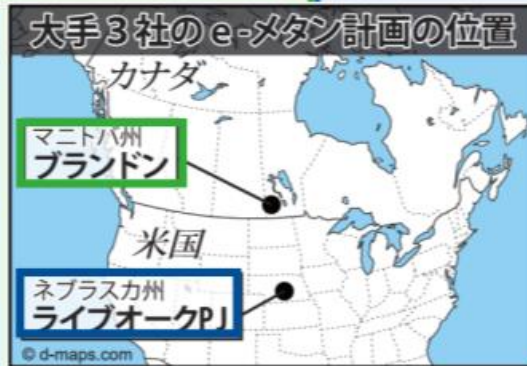 大手3社のe-メタン計画の位置
カナダ
マニトバ州
ブランドン
米国
ネブラスカ州
ライブオークPJ
© d-maps.com